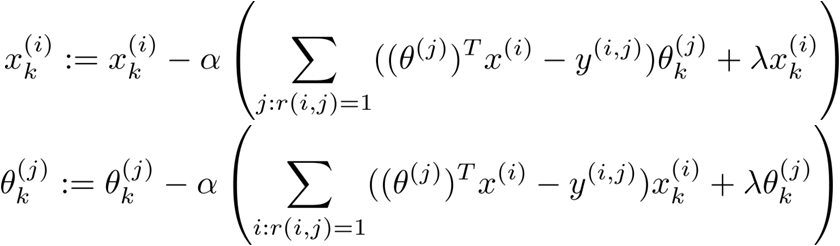 $x_k^{(i)} := x_k^{(i)} - \alpha \left( \sum_{j:r(i,j)=1} ((\theta^{(j)})^T x^{(i)} - y^{(i,j)}) \theta_k^{(j)} + \lambda x_k^{(i)} \right)$
$\theta_k^{(j)} := \theta_k^{(j)} - \alpha \left( \sum_{i:r(i,j)=1} ((\theta^{(j)})^T x^{(i)} - y^{(i,j)}) x_k^{(i)} + \lambda \theta_k^{(j)} \right)$